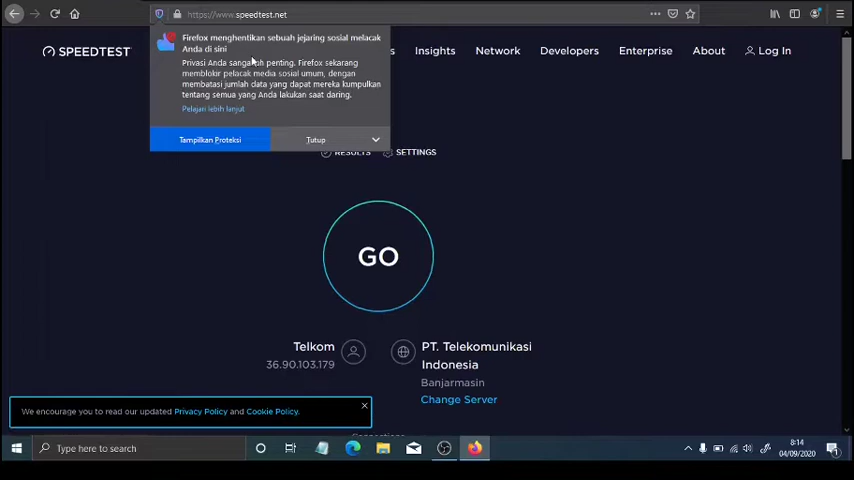 https://www.speedtest.net
Firefox menghentikan sebuah jejaring sosial melacak
Anda di sini
Privasi Anda sangatlah penting. Firefox sekarang
memblokir pelacak media sosial umum, dengan
membatasi jumlah data yang dapat mereka kumpulkan
tentang semua yang Anda lakukan saat daring.
Pelajari lebih lanjut
Tampilkan Proteksi
Tutup
SPEEDTEST
Insights
Network
Developers
Enterprise
About
Log In
RESULTS
SETTINGS
GO
Telkom
36.90.103.179
PT. Telekomunikasi
Indonesia
Banjarmasin
Change Server
We encourage you to read our updated Privacy Policy and Cookie Policy.
Type here to search
8:14
04/09/2020